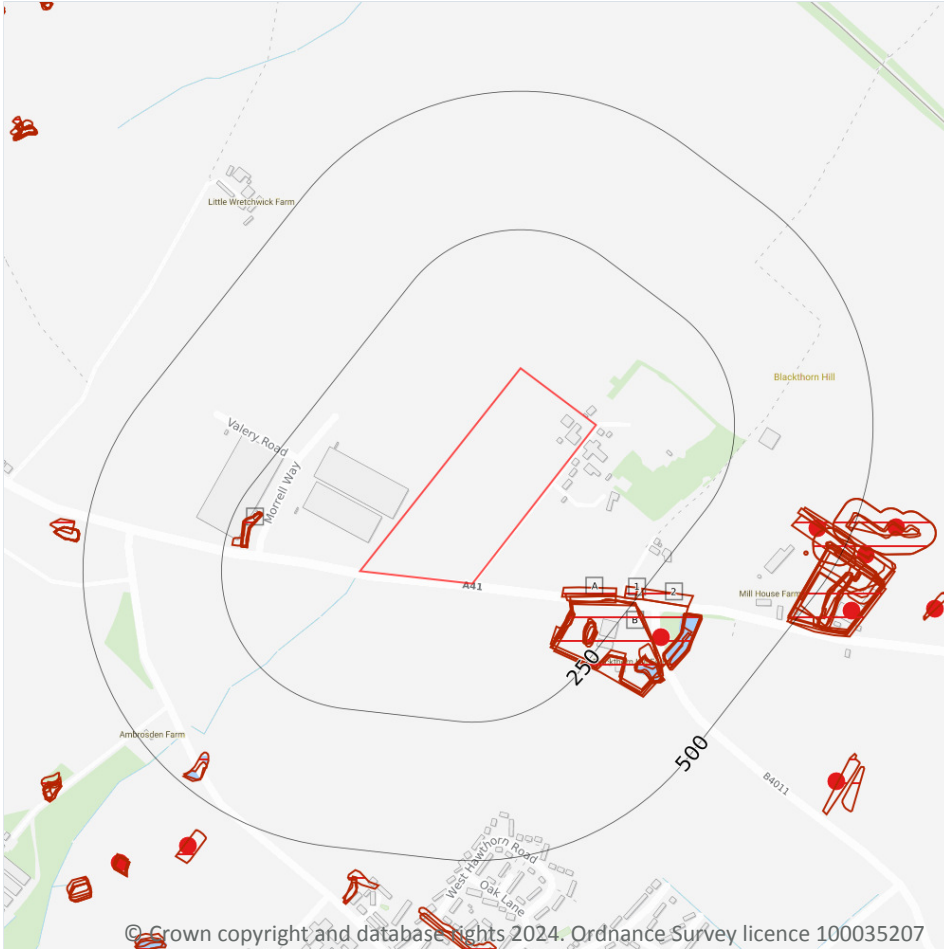 Little Wretchwick Farm
Blackthorn Hill
Valery Road
Morrell Way
A41
A
1
2
B
Mill House Farm
250
500
Ambrosden Farm
B4011
West Hawthorn Road
Oak Lane
© Crown copyright and database rights 2024. Ordnance Survey licence 100035207